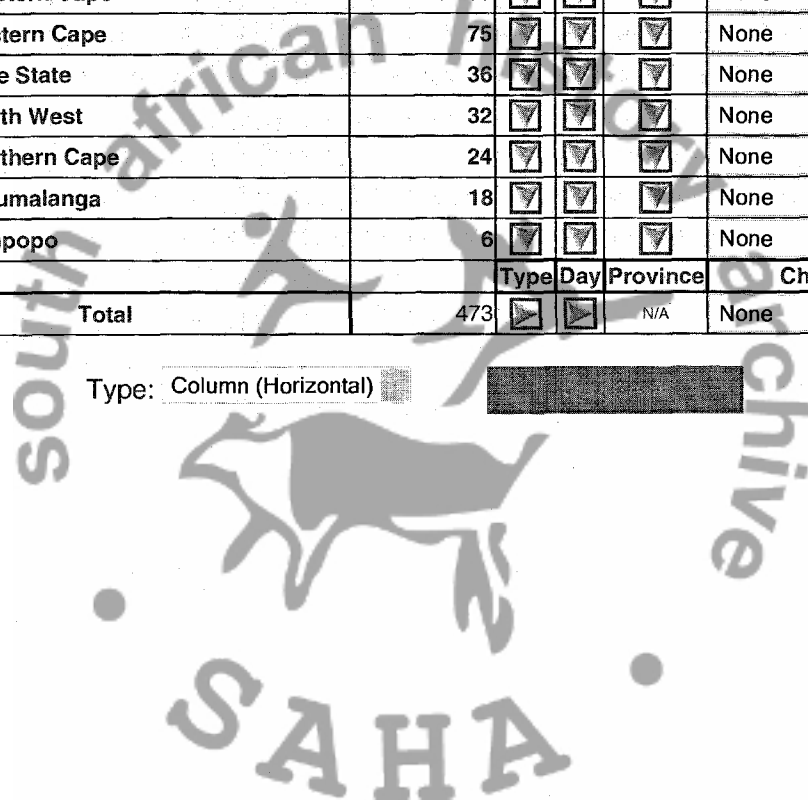 stern Cape 75 None
e State 36 None
th West 32 None
thern Cape 24 None
umalanga 18 None
popo 6 None
Type Day Province Ch
Total 473 N/A None
Type: Column (Horizontal)
south african history archive
SAHA